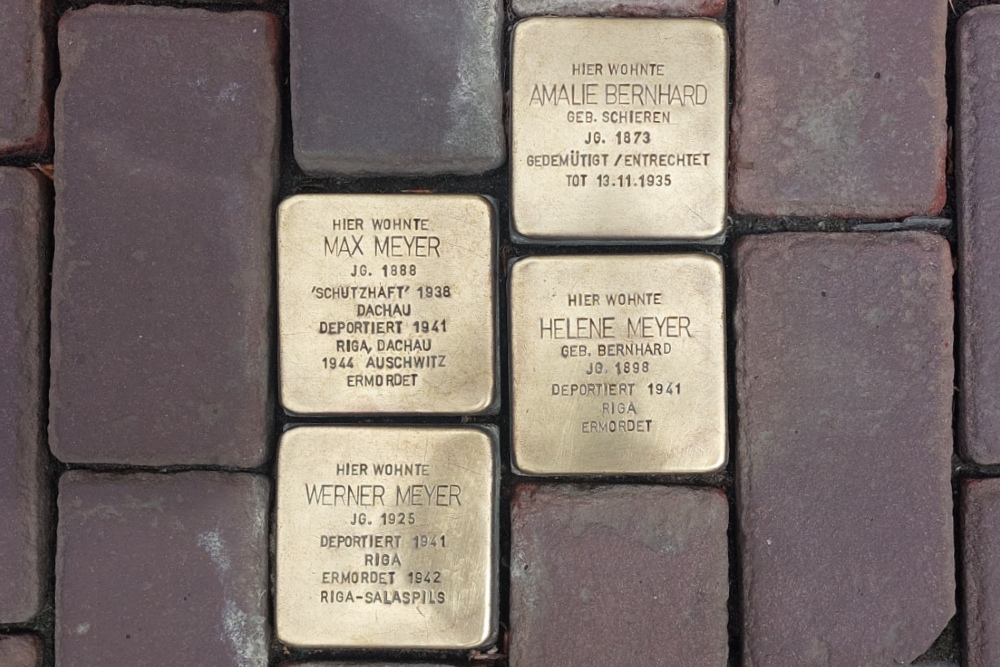 HIER WOHNTE
AMALIE BERNHARD
GEB. SCHIEREN
JG. 1873
GEDEMÜTIGT / ENTRECHTET
TOT 13.11.1935
HIER WOHNTE
MAX MEYER
JG. 1888
'SCHUTZHAFT' 1938
DACHAU
DEPORTIERT 1941
RIGA, DACHAU
1944 AUSCHWITZ
ERMORDET
HIER WOHNTE
HELENE MEYER
GEB. BERNHARD
JG. 1898
DEPORTIERT 1941
RIGA
ERMORDET
HIER WOHNTE
WERNER MEYER
JG. 1925
DEPORTIERT 1941
RIGA
ERMORDET 1942
RIGA-SALASPILS